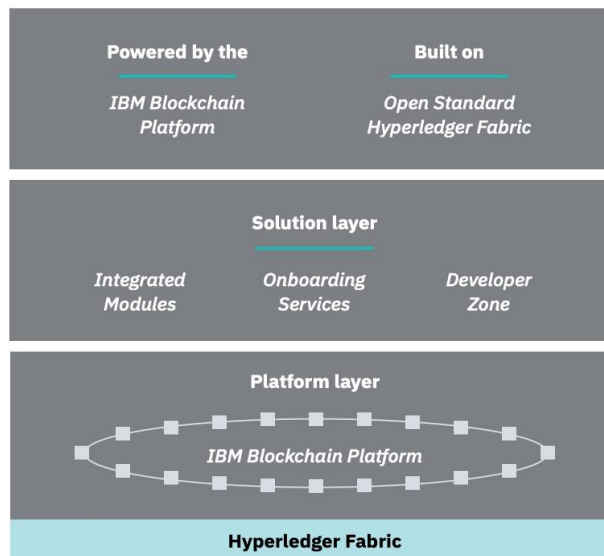 Powered by the
IBM Blockchain
Platform
Built on
Open Standard
Hyperledger Fabric
Solution layer
Integrated
Modules
Onboarding
Services
Developer
Zone
Platform layer
IBM Blockchain Platform
Hyperledger Fabric